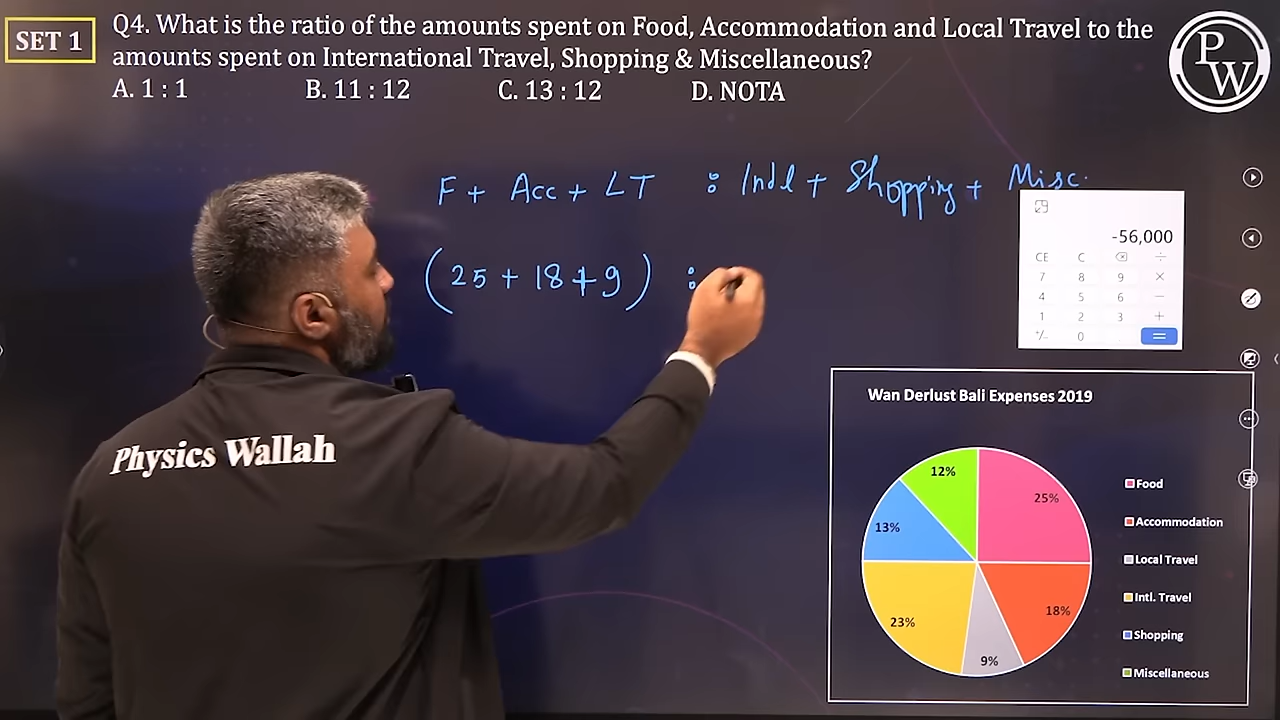 SET 1
Q4. What is the ratio of the amounts spent on Food, Accommodation and Local Travel to the
amounts spent on International Travel, Shopping & Miscellaneous?
A. 1 : 1 B. 11 : 12 C. 13 : 12 D. NOTA
PW
F + Acc + LT : Indl + Shopping + Misc.
(25 + 18 + 9) :
-56,000
CE C ÷
7 8 9 ×
4 5 6 −
1 2 3 +
+/- 0 . =
Physics Wallah
Wan Derlust Bali Expenses 2019
12%
25%
13%
18%
23%
9%
Food
Accommodation
Local Travel
Intl. Travel
Shopping
Miscellaneous